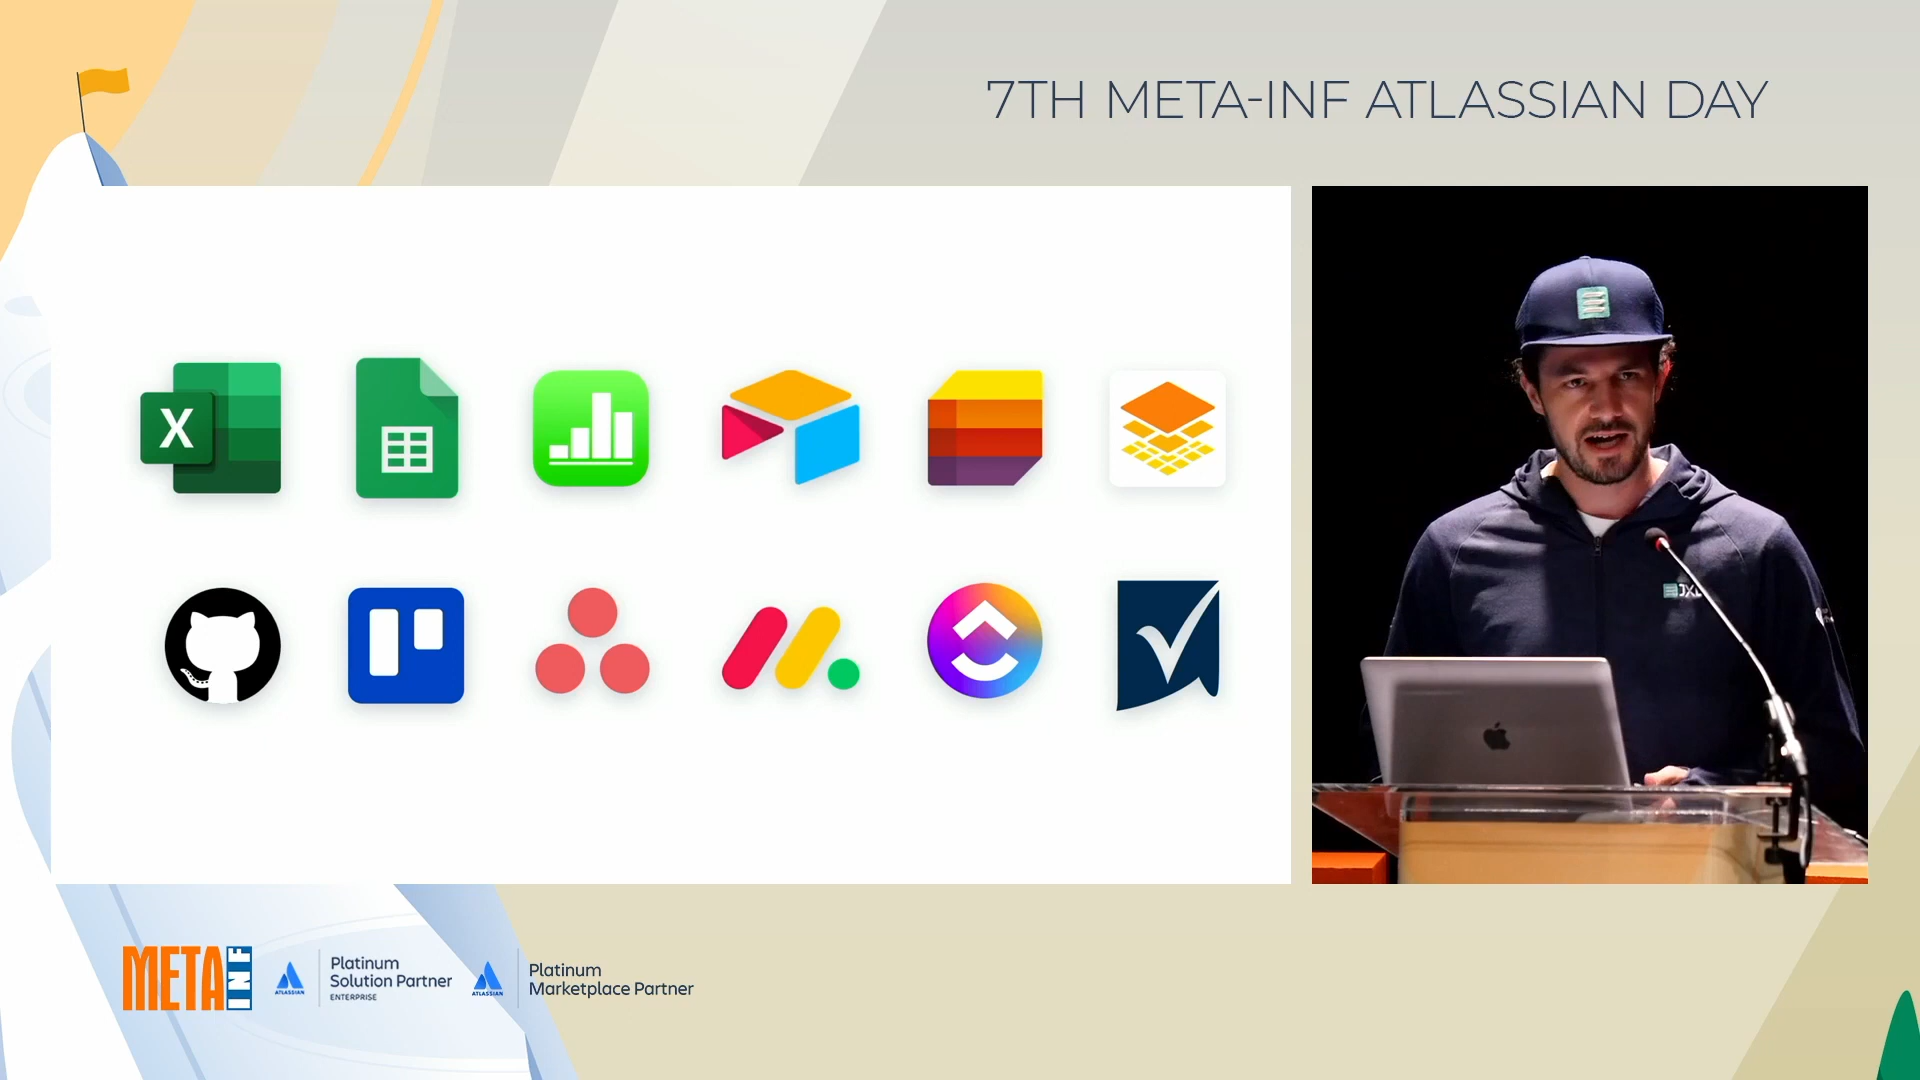 7TH META-INF ATLASSIAN DAY
X
META
INF
ATLASSIAN
Platinum
Solution Partner
ENTERPRISE
ATLASSIAN
Platinum
Marketplace Partner